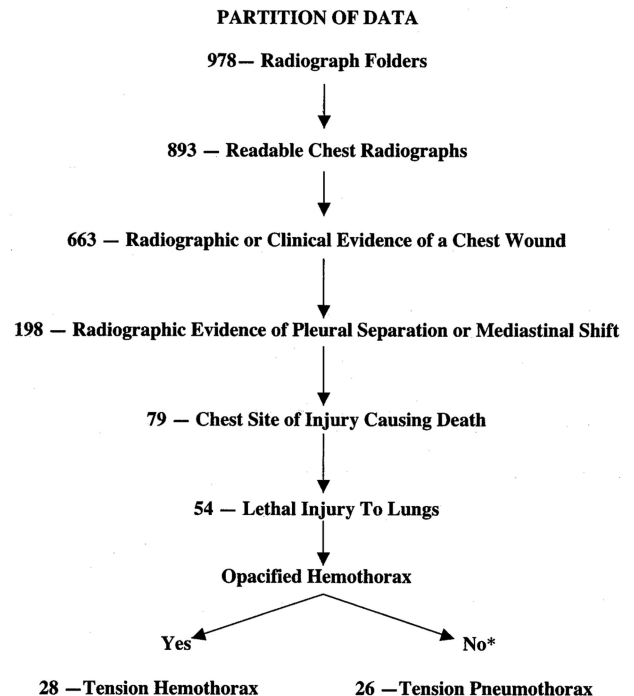 PARTITION OF DATA
978— Radiograph Folders
893 — Readable Chest Radiographs
663 — Radiographic or Clinical Evidence of a Chest Wound
198 — Radiographic Evidence of Pleural Separation or Mediastinal Shift
79 — Chest Site of Injury Causing Death
54 — Lethal Injury To Lungs
Opacified Hemothorax
Yes No*
28 —Tension Hemothorax 26 —Tension Pneumothorax